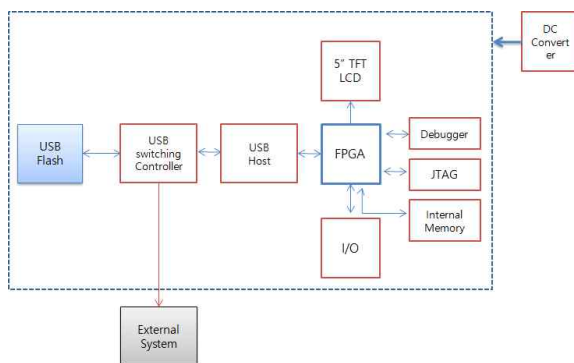 DC
Convert
er
5” TFT
LCD
USB
Flash
USB
switching
Controller
USB
Host
FPGA
Debugger
JTAG
Internal
Memory
I/O
External
System